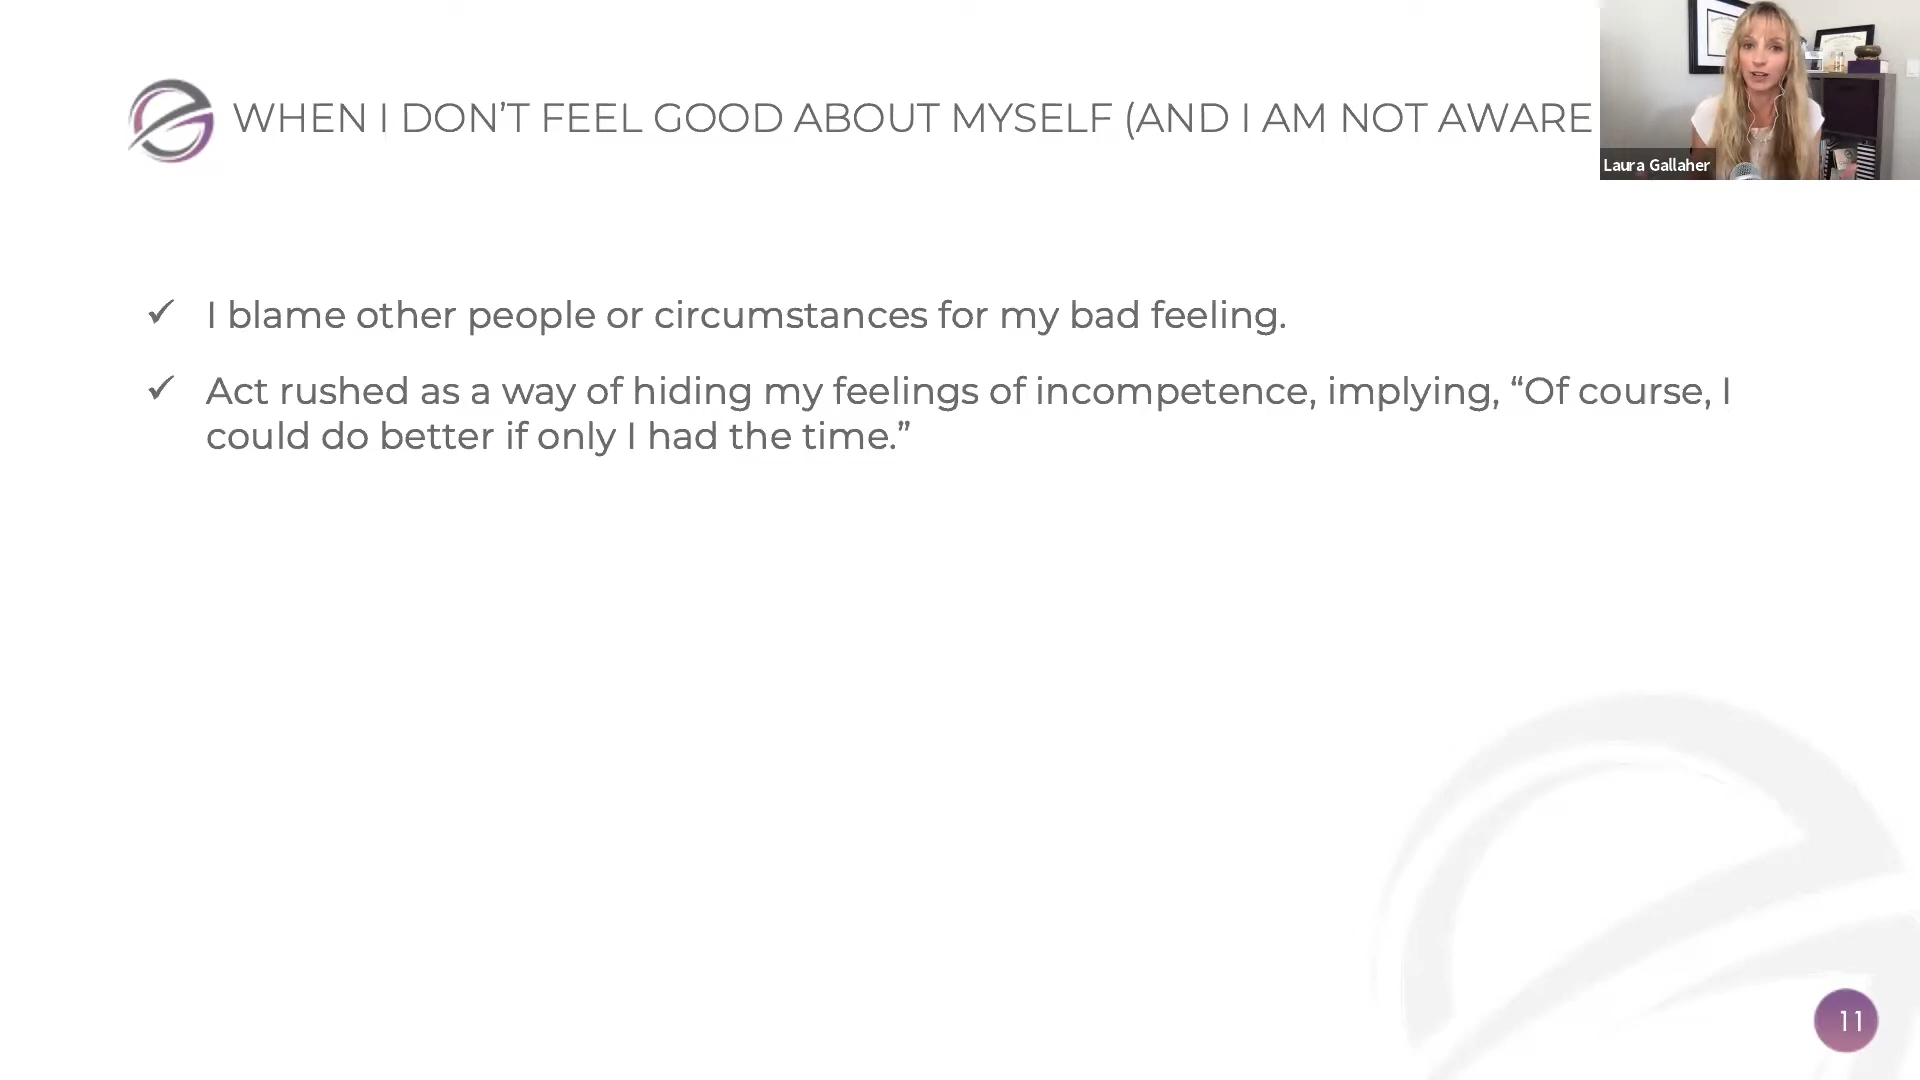 WHEN I DON’T FEEL GOOD ABOUT MYSELF (AND I AM NOT AWARE
Laura Gallaher
I blame other people or circumstances for my bad feeling.
Act rushed as a way of hiding my feelings of incompetence, implying, “Of course, I
could do better if only I had the time.”
11